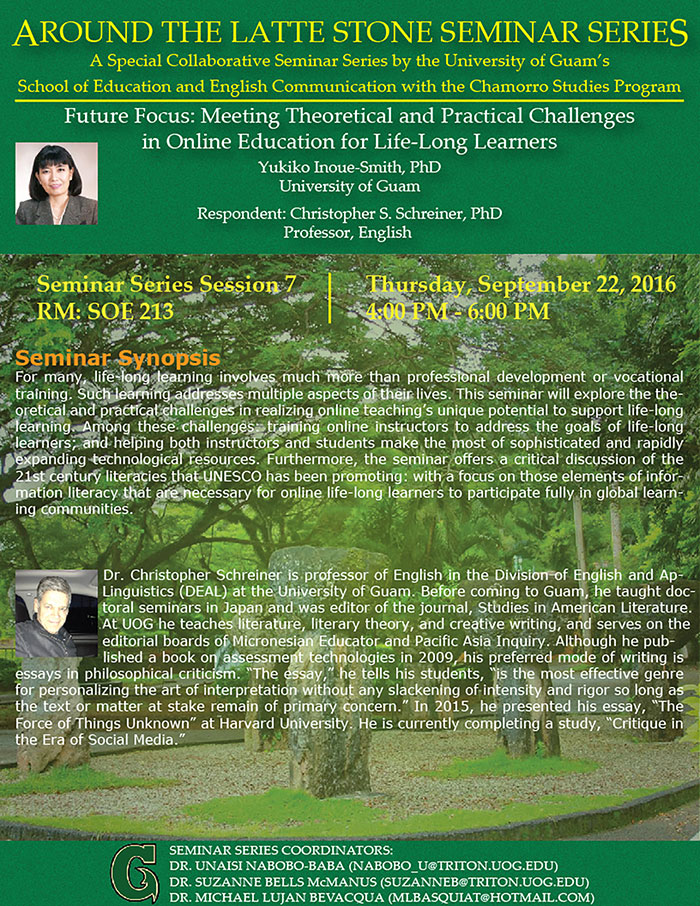 AROUND THE LATTE STONE SEMINAR SERIES
A Special Collaborative Seminar Series by the University of Guam's
School of Education and English Communication with the Chamorro Studies Program
Future Focus: Meeting Theoretical and Practical Challenges
in Online Education for Life-Long Learners
Yukiko Inoue-Smith, PhD
University of Guam
Respondent: Christopher S. Schreiner, PhD
Professor, English
Seminar Series Session 7
RM: SOE 213
Thursday, September 22, 2016
4:00 PM - 6:00 PM
Seminar Synopsis
For many, life-long learning involves much more than professional development or vocational
training. Such learning addresses multiple aspects of their lives. This seminar will explore the the-
oretical and practical challenges in realizing online teaching's unique potential to support life-long
learning. Among these challenges: training online instructors to address the goals of life-long
learners; and helping both instructors and students make the most of sophisticated and rapidly
expanding technological resources. Furthermore, the seminar offers a critical discussion of the
21st century literacies that UNESCO has been promoting: with a focus on those elements of infor-
mation literacy that are necessary for online life-long learners to participate fully in global learn-
ing communities.
Dr. Christopher Schreiner is professor of English in the Division of English and Ap-
Linguistics (DEAL) at the University of Guam. Before coming to Guam, he taught doc-
toral seminars in Japan and was editor of the journal, Studies in American Literature.
At UOG he teaches literature, literary theory, and creative writing, and serves on the
editorial boards of Micronesian Educator and Pacific Asia Inquiry. Although he pub-
lished a book on assessment technologies in 2009, his preferred mode of writing is
essays in philosophical criticism. "The essay," he tells his students, "is the most effective genre
for personalizing the art of interpretation without any slackening of intensity and rigor so long as
the text or matter at stake remain of primary concern." In 2015, he presented his essay, "The
Force of Things Unknown" at Harvard University. He is currently completing a study, "Critique in
the Era of Social Media."
G
SEMINAR SERIES COORDINATORS:
DR. UNAISI NABOBO-BABA (NABOBO_U@TRITON.UOG.EDU)
DR. SUZANNE BELLS McMANUS (SUZANNEB@TRITON.UOG.EDU)
DR. MICHAEL LUJAN BEVACQUA (MLBASQUIAT@HOTMAIL.COM)